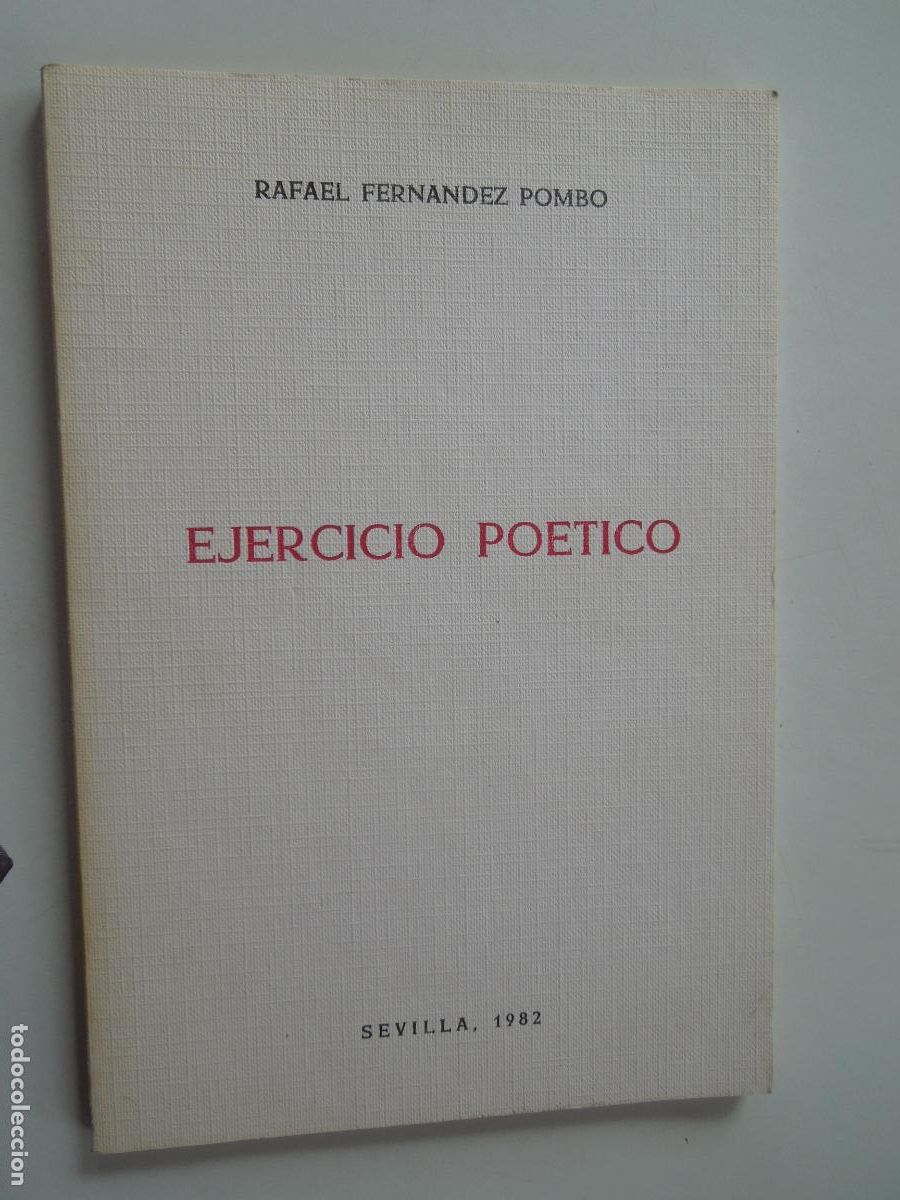 RAFAEL FERNANDEZ POMBO
EJERCICIO POETICO
SEVILLA, 1982
todocoleccion